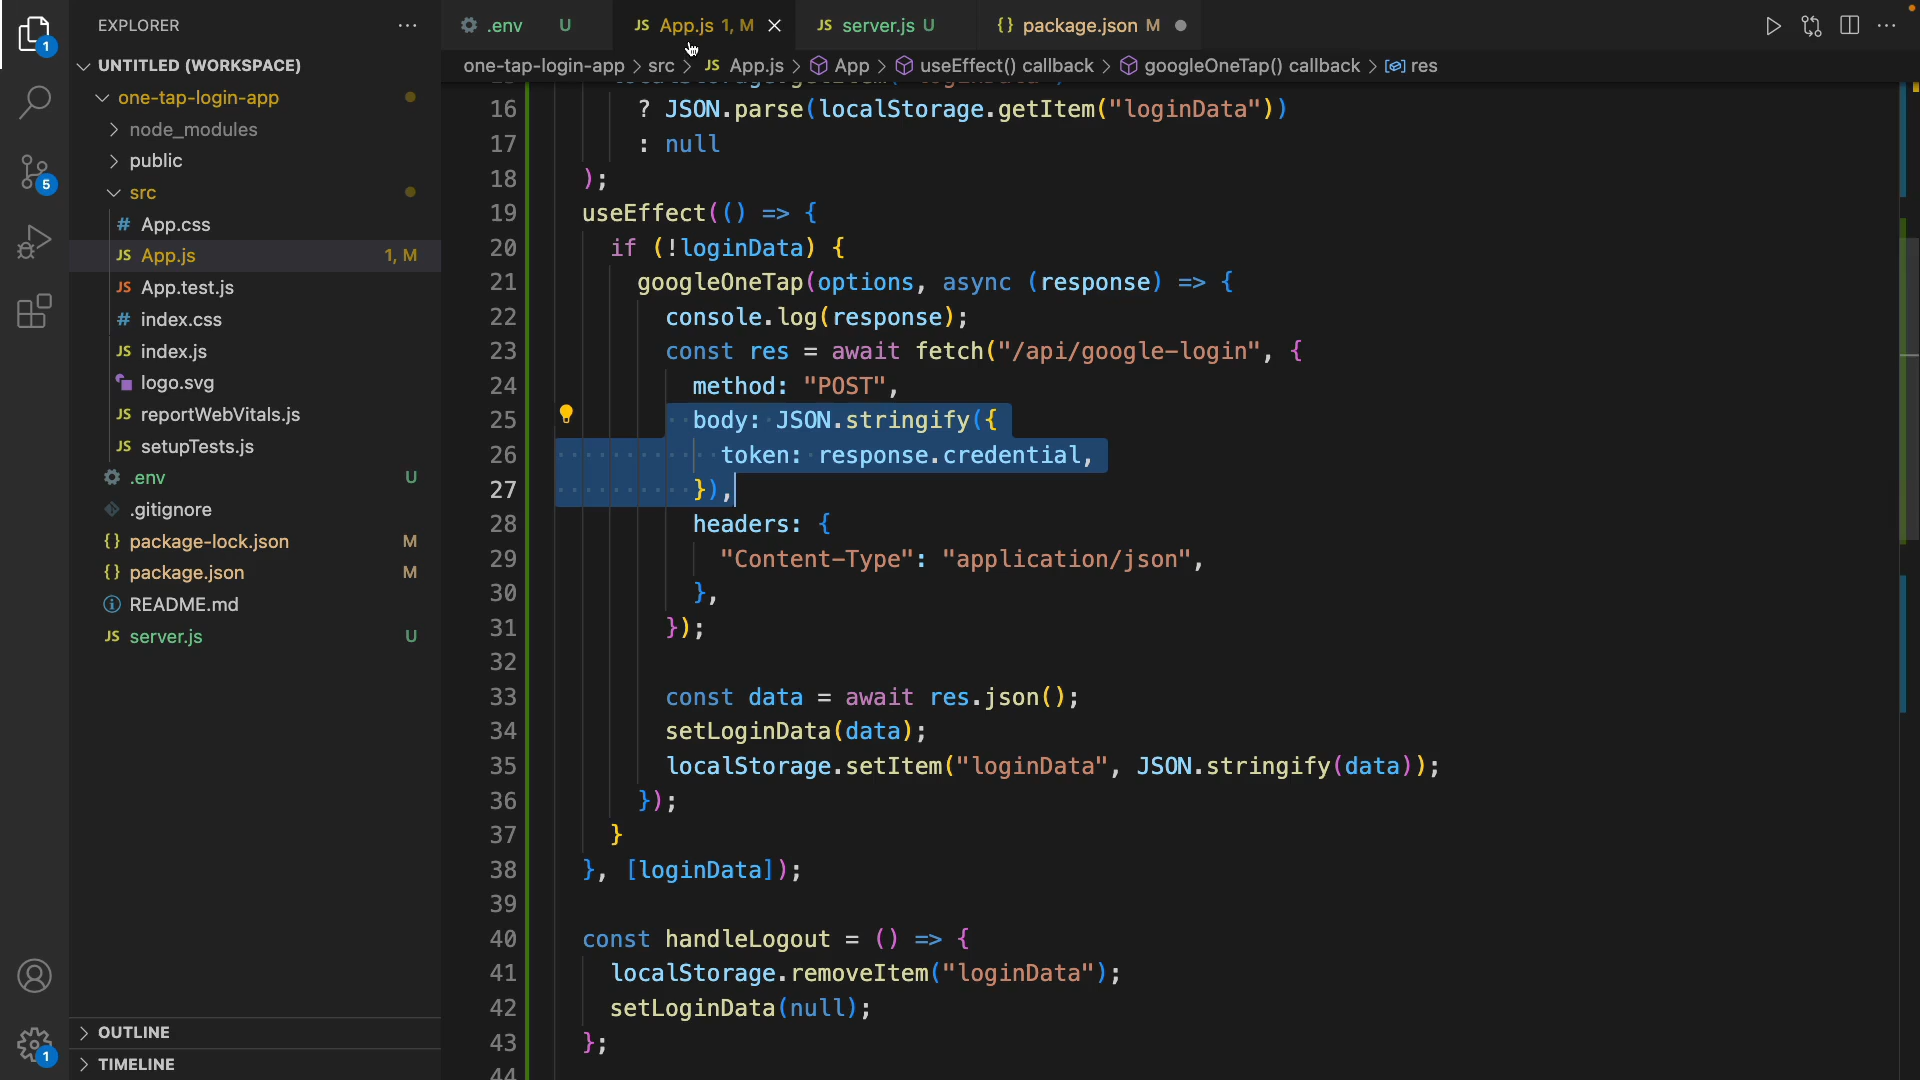 EXPLORER
UNTITLED (WORKSPACE)
one-tap-login-app
node_modules
public
src
App.css
App.js 1, M
App.test.js
index.css
index.js
logo.svg
reportWebVitals.js
setupTests.js
.env U
.gitignore
package-lock.json M
package.json M
README.md
server.js U
OUTLINE
TIMELINE
1
5
1
.env U
JS App.js 1, M
JS server.js U
{} package.json M
one-tap-login-app > src > JS App.js > App > useEffect() callback > googleOneTap() callback > res
16 ? JSON.parse(localStorage.getItem("loginData"))
17 : null
18 );
19 useEffect(() => {
20 if (!loginData) {
21 googleOneTap(options, async (response) => {
22 console.log(response);
23 const res = await fetch("/api/google-login", {
24 method: "POST",
25 body: JSON.stringify({
26 token: response.credential,
27 }),
28 headers: {
29 "Content-Type": "application/json",
30 },
31 });
32
33 const data = await res.json();
34 setLoginData(data);
35 localStorage.setItem("loginData", JSON.stringify(data));
36 });
37 }
38 }, [loginData]);
39
40 const handleLogout = () => {
41 localStorage.removeItem("loginData");
42 setLoginData(null);
43 };
44